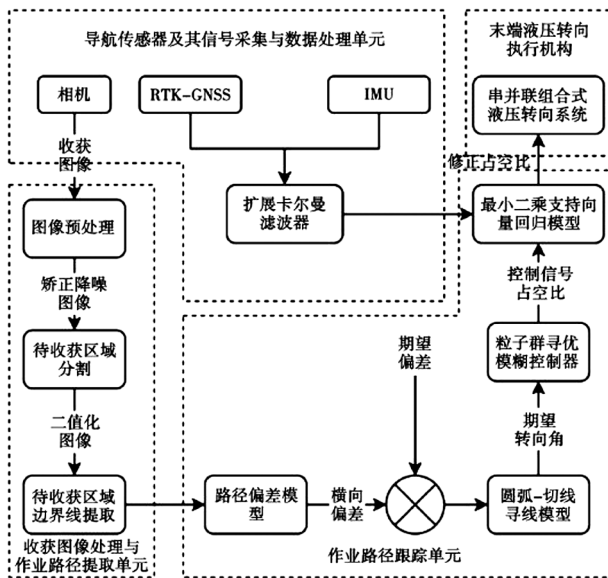 导航传感器及其信号采集与数据处理单元
末端液压转向
执行机构
相机
RTK-GNSS
IMU
串并联组合式
液压转向系统
收获
图像
修正占空比
图像预处理
扩展卡尔曼
滤波器
最小二乘支持向
量回归模型
矫正降噪
图像
控制信号
占空比
待收获区域
分割
期望
偏差
粒子群寻优
模糊控制器
二值化
图像
期望
转向角
待收获区域
边界线提取
路径偏差模
型
横向
偏差
圆弧-切线
寻线模型
收获图像处理与
作业路径提取单元
作业路径跟踪单元